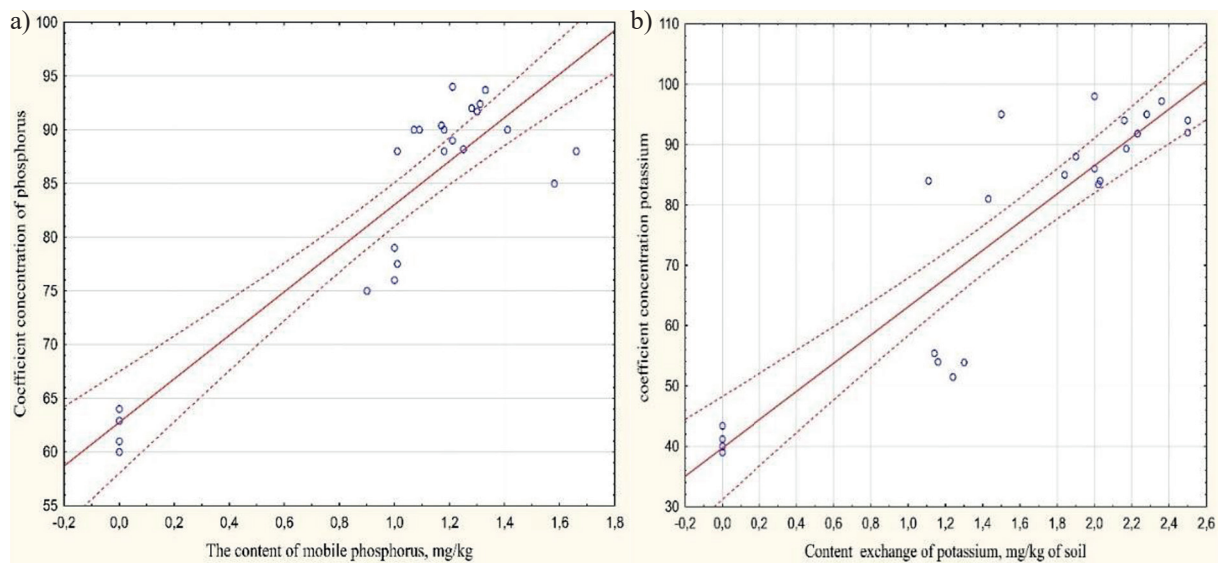 a)
Coefficient concentration of phosphorus
100
95
90
85
80
75
70
65
60
55
-0,2 0,0 0,2 0,4 0,6 0,8 1,0 1,2 1,4 1,6 1,8
The content of mobile phosphorus, mg/kg
b)
coefficient concentration potassium
110
100
90
80
70
60
50
40
30
-0,2 0,0 0,2 0,4 0,6 0,8 1,0 1,2 1,4 1,6 1,8 2,0 2,2 2,4 2,6
Content exchange of potassium, mg/kg of soil